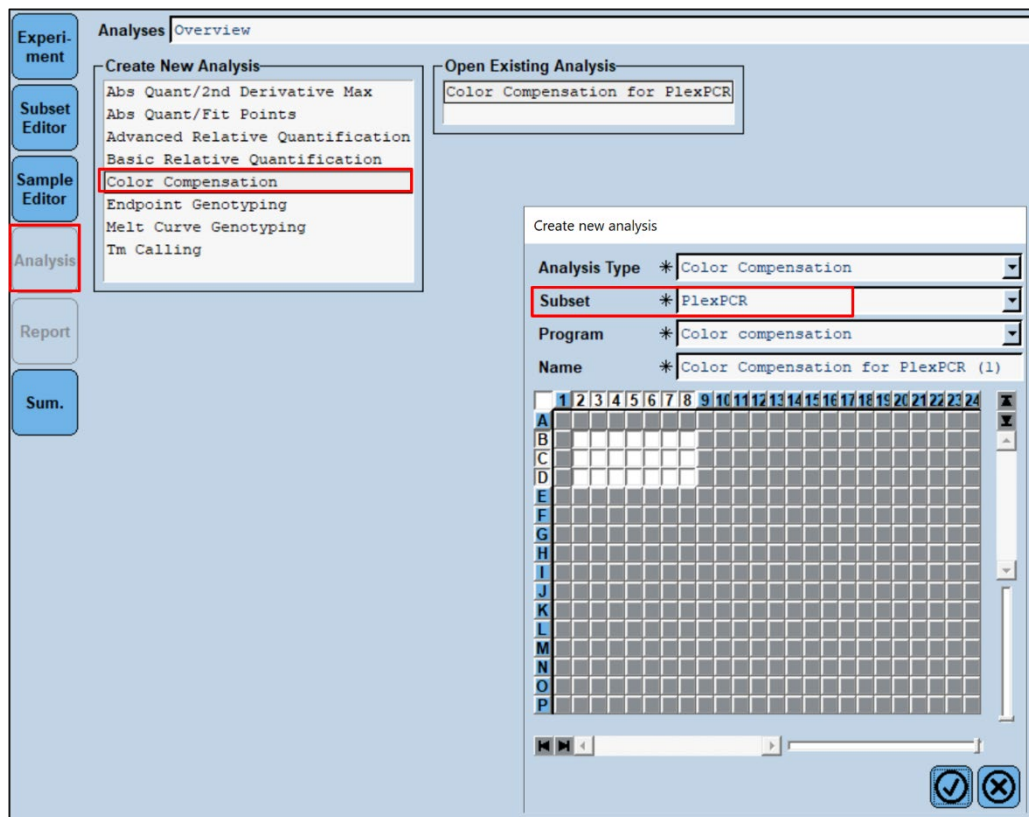 Experi-
ment
Subset
Editor
Sample
Editor
Analysis
Report
Sum.
Analyses Overview
Create New Analysis
Abs Quant/2nd Derivative Max
Abs Quant/Fit Points
Advanced Relative Quantification
Basic Relative Quantification
Color Compensation
Endpoint Genotyping
Melt Curve Genotyping
Tm Calling
Open Existing Analysis
Color Compensation for PlexPCR
Create new analysis
Analysis Type * Color Compensation
Subset * PlexPCR
Program * Color compensation
Name * Color Compensation for PlexPCR (1)
1 2 3 4 5 6 7 8 9 10 11 12 13 14 15 16 17 18 19 20 21 22 23 24
A
B
C
D
E
F
G
H
I
J
K
L
M
N
O
P